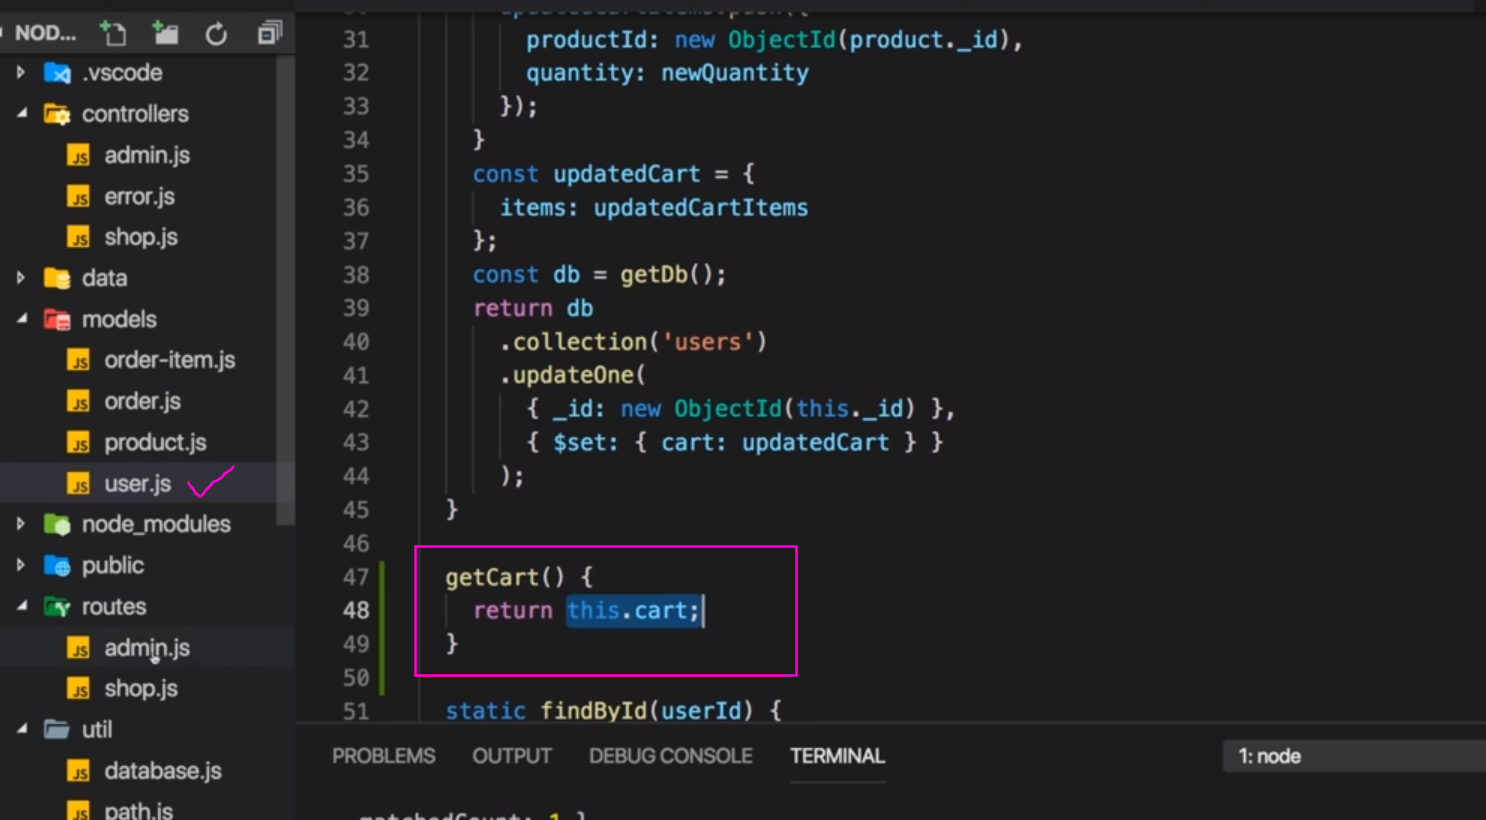 NOD...
.vscode
controllers
admin.js
error.js
shop.js
data
models
order-item.js
order.js
product.js
user.js
node_modules
public
routes
admin.js
shop.js
util
database.js
path.js
31 productId: new ObjectId(product._id),
32 quantity: newQuantity
33 });
34 }
35 const updatedCart = {
36 items: updatedCartItems
37 };
38 const db = getDb();
39 return db
40 .collection('users')
41 .updateOne(
42 { _id: new ObjectId(this._id) },
43 { $set: { cart: updatedCart } }
44 );
45 }
46
47 getCart() {
48 return this.cart;
49 }
50
51 static findById(userId) {
PROBLEMS OUTPUT DEBUG CONSOLE TERMINAL 1: node
matchedCount: 1 }